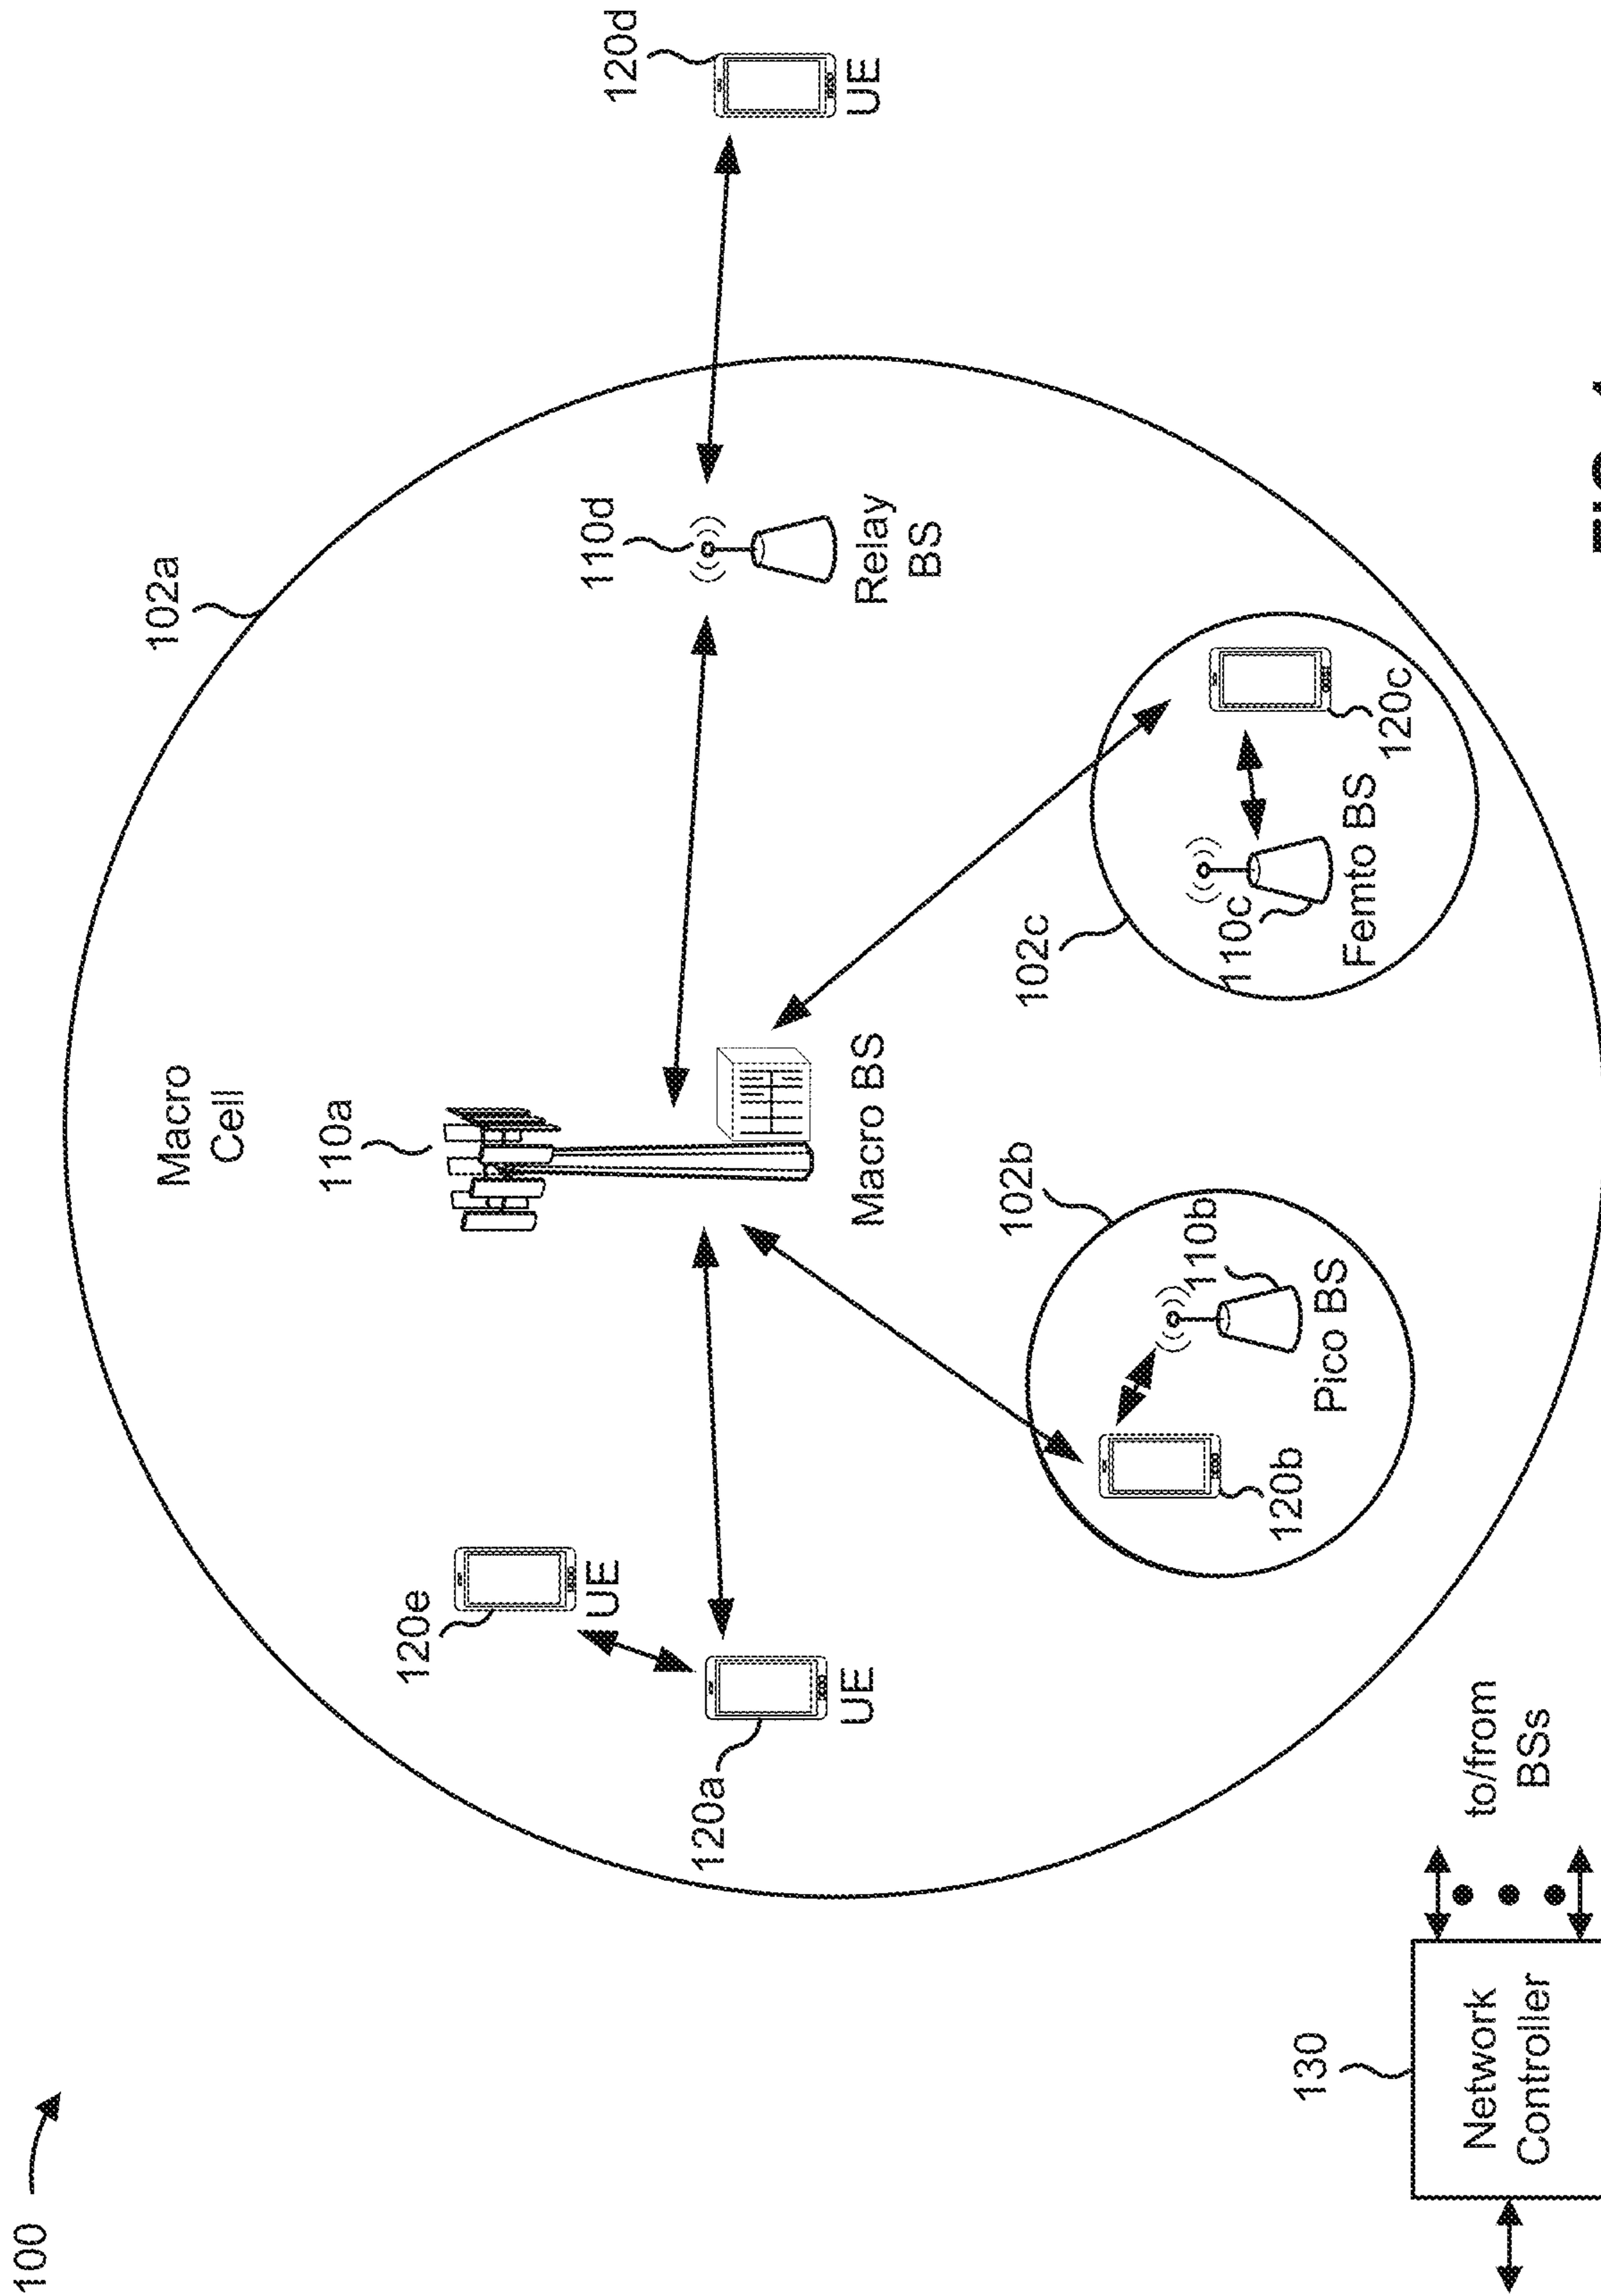 100
102a
Macro
Cell
110a
120d
UE
110d
Relay
BS
120e
UE
120a
UE
Macro BS
102b
110b
Pico BS
120b
102c
110c
Femto BS
120c
130
Network
Controller
to/from
BSs